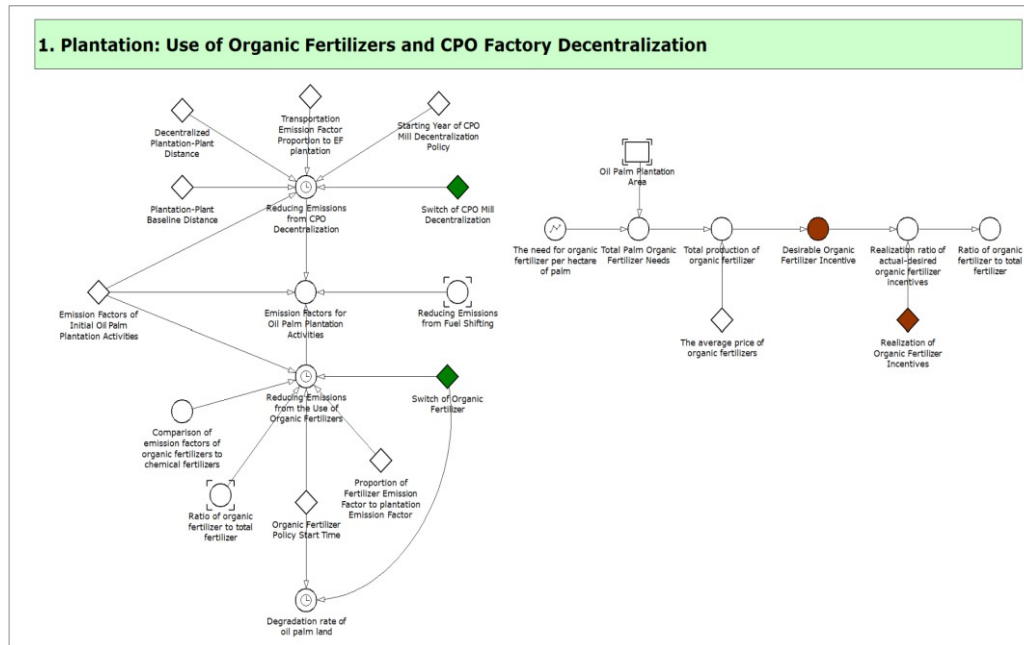 1. Plantation: Use of Organic Fertilizers and CPO Factory Decentralization
Decentralized
Plantation-Plant
Distance
Transportation
Emission Factor
Proportion to EF
plantation
Starting Year of CPO
Mill Decentralization
Policy
Plantation-Plant
Baseline Distance
Reducing Emissions
from CPO
Decentralization
Switch of CPO Mill
Decentralization
Emission Factors of
Initial Oil Palm
Plantation Activities
Emission Factors for
Oil Palm Plantation
Activities
Reducing Emissions
from Fuel Shifting
Reducing Emissions
from the Use of
Organic Fertilizers
Switch of Organic
Fertilizer
Comparison of
emission factors of
organic fertilizers to
chemical fertilizers
Ratio of organic
fertilizer to total
fertilizer
Organic Fertilizer
Policy Start Time
Proportion of
Fertilizer Emission
Factor to plantation
Emission Factor
Degradation rate of
oil palm land
Oil Palm Plantation
Area
The need for organic
fertilizer per hectare
of palm
Total Palm Organic
Fertilizer Needs
Total production of
organic fertilizer
Desirable Organic
Fertilizer Incentive
Realization ratio of
actual-desired
organic fertilizer
incentives
Ratio of organic
fertilizer to total
fertilizer
The average price of
organic fertilizers
Realization of
Organic Fertilizer
Incentives